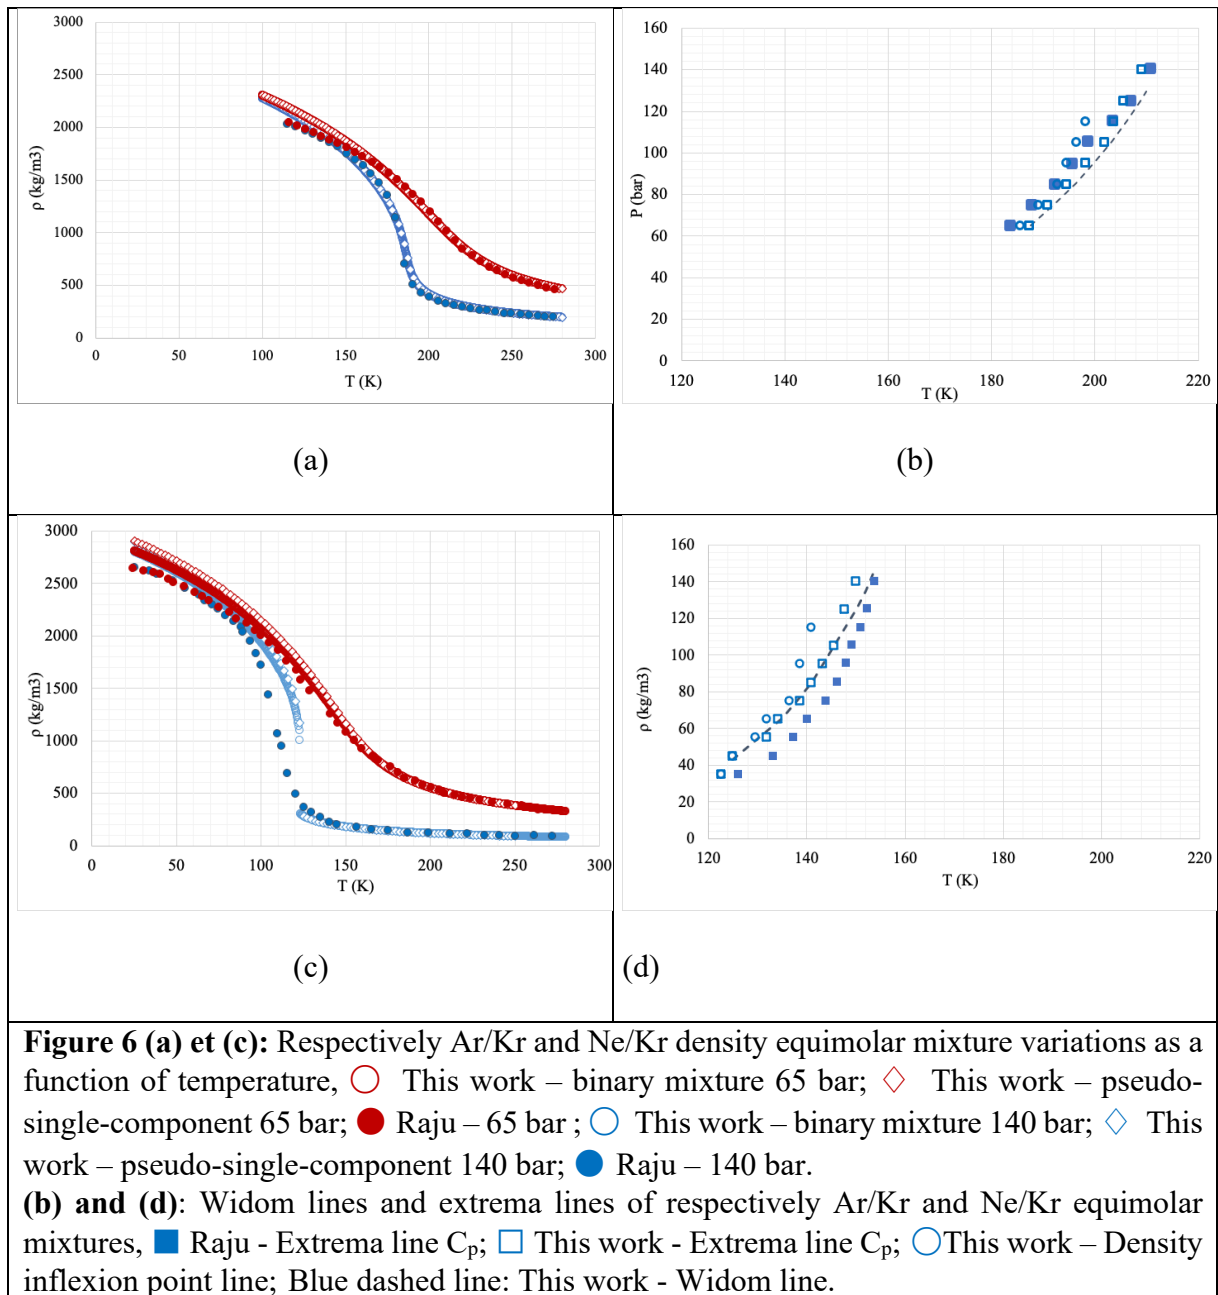 3000
2500
2000
1500
1000
500
0
ρ (kg/m3)
0 50 100 150 200 250 300
T (K)
(a)
160
140
120
100
80
60
40
20
0
P (bar)
120 140 160 180 200 220
T (K)
(b)
3000
2500
2000
1500
1000
500
0
ρ (kg/m3)
0 50 100 150 200 250 300
T (K)
(c)
160
140
120
100
80
60
40
20
0
ρ (kg/m3)
120 140 160 180 200 220
T (K)
(d)
Figure 6 (a) et (c): Respectively Ar/Kr and Ne/Kr density equimolar mixture variations as a
function of temperature, ○ This work – binary mixture 65 bar; ◇ This work – pseudo-
single-component 65 bar; ● Raju – 65 bar ; ○ This work – binary mixture 140 bar; ◇ This
work – pseudo-single-component 140 bar; ● Raju – 140 bar.
(b) and (d): Widom lines and extrema lines of respectively Ar/Kr and Ne/Kr equimolar
mixtures, ■ Raju - Extrema line Cp; □ This work - Extrema line Cp; ○This work – Density
inflexion point line; Blue dashed line: This work - Widom line.